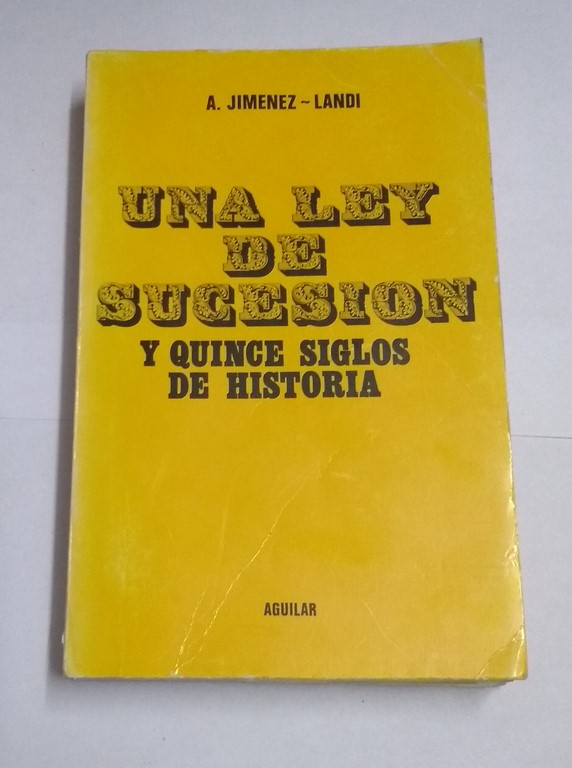 A. JIMENEZ ~ LANDI
UNA LEY
DE
SUCESION
Y QUINCE SIGLOS
DE HISTORIA
AGUILAR